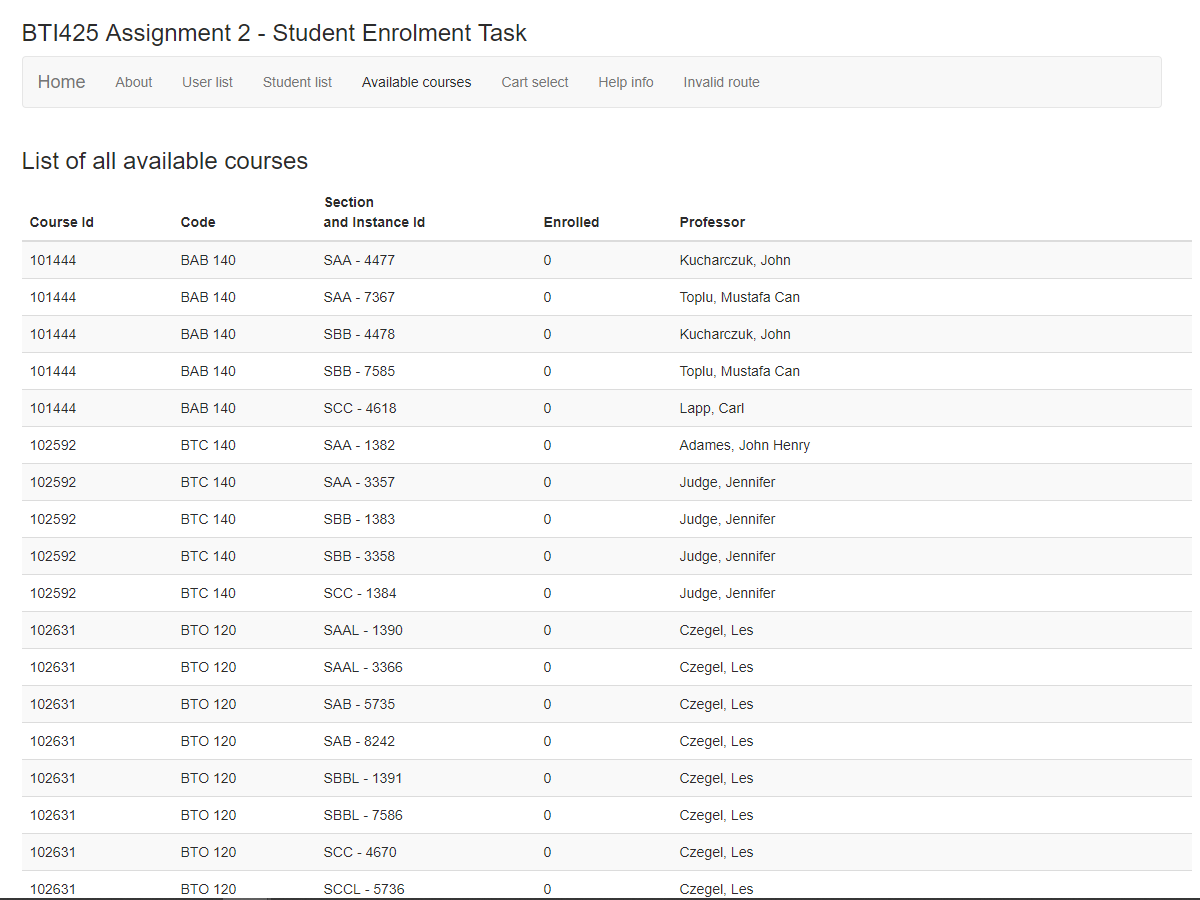 BTI425 Assignment 2 - Student Enrolment Task
Home About User list Student list Available courses Cart select Help info Invalid route
List of all available courses
Section
Course Id Code and Instance Id Enrolled Professor
101444 BAB 140 SAA - 4477 0 Kucharczuk, John
101444 BAB 140 SAA - 7367 0 Toplu, Mustafa Can
101444 BAB 140 SBB - 4478 0 Kucharczuk, John
101444 BAB 140 SBB - 7585 0 Toplu, Mustafa Can
101444 BAB 140 SCC - 4618 0 Lapp, Carl
102592 BTC 140 SAA - 1382 0 Adames, John Henry
102592 BTC 140 SAA - 3357 0 Judge, Jennifer
102592 BTC 140 SBB - 1383 0 Judge, Jennifer
102592 BTC 140 SBB - 3358 0 Judge, Jennifer
102592 BTC 140 SCC - 1384 0 Judge, Jennifer
102631 BTO 120 SAAL - 1390 0 Czegel, Les
102631 BTO 120 SAAL - 3366 0 Czegel, Les
102631 BTO 120 SAB - 5735 0 Czegel, Les
102631 BTO 120 SAB - 8242 0 Czegel, Les
102631 BTO 120 SBBL - 1391 0 Czegel, Les
102631 BTO 120 SBBL - 7586 0 Czegel, Les
102631 BTO 120 SCC - 4670 0 Czegel, Les
102631 BTO 120 SCCL - 5736 0 Czegel, Les